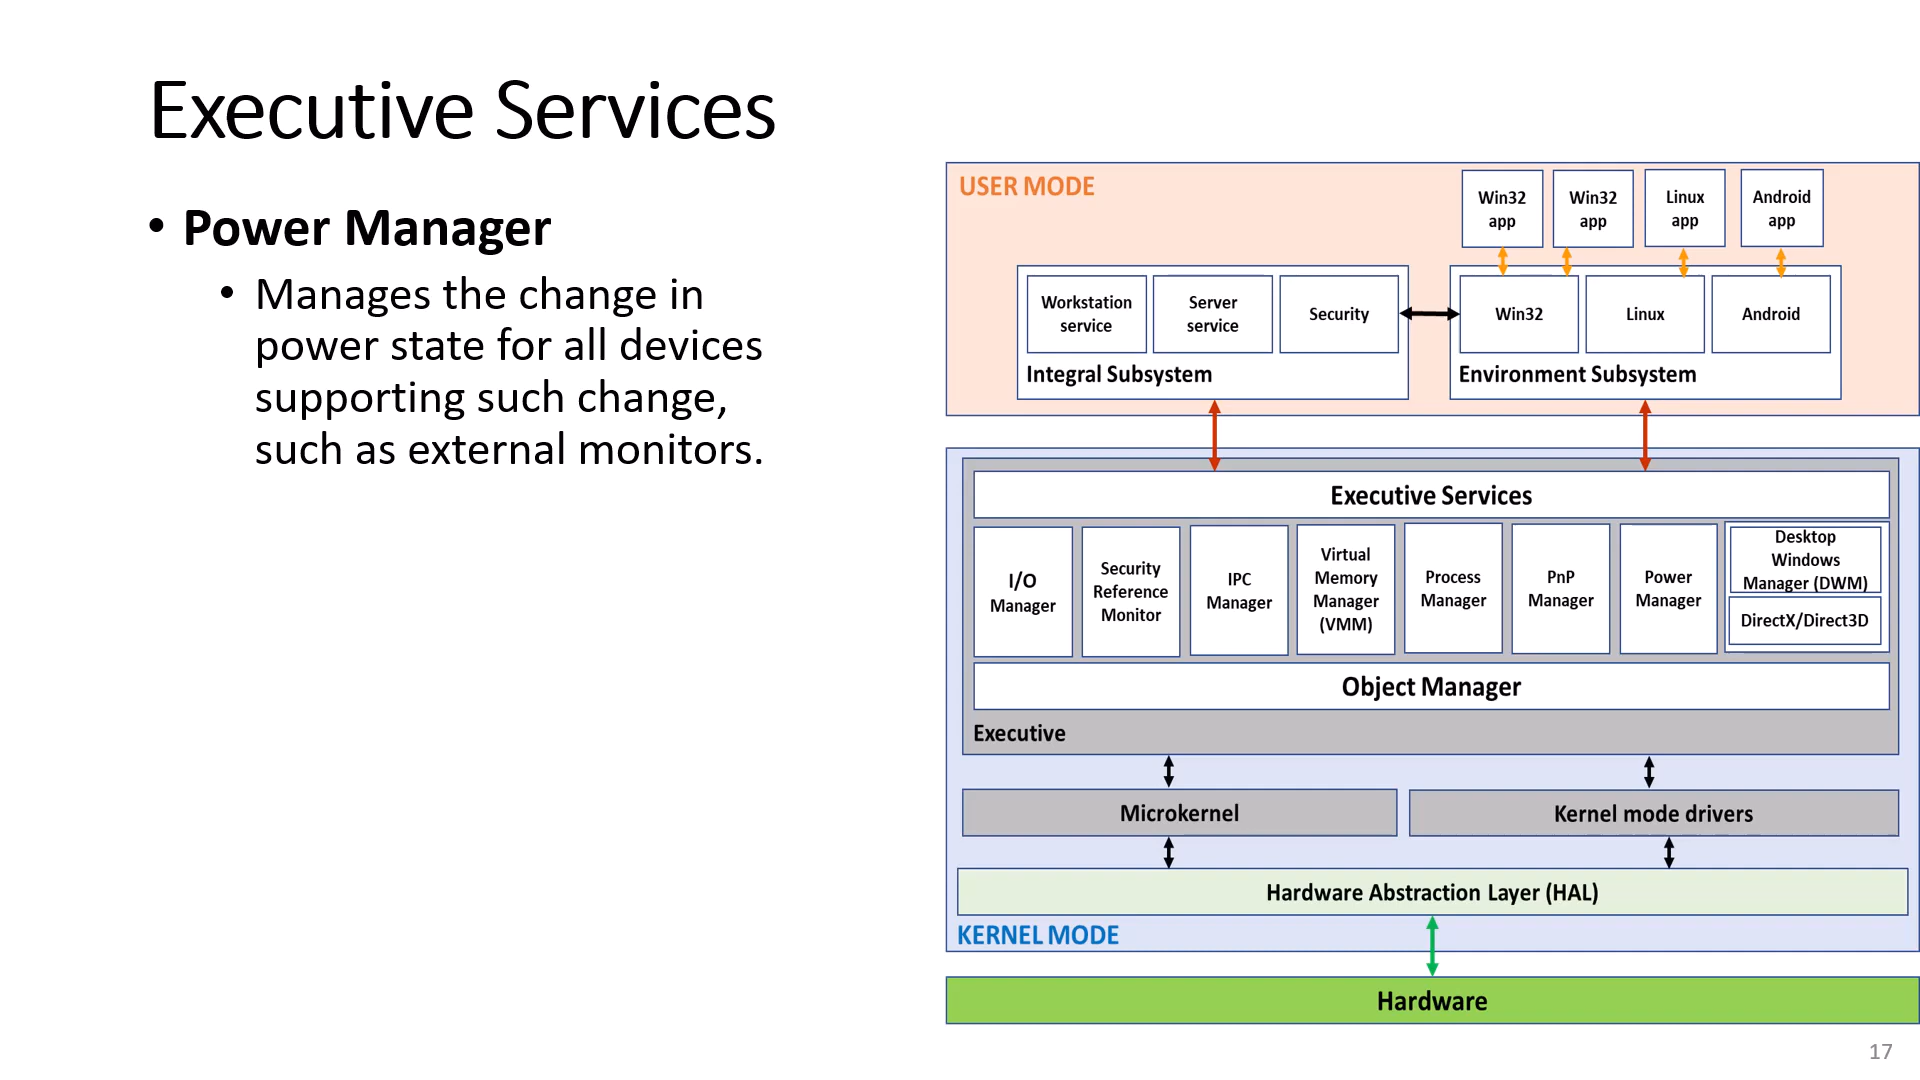 Executive Services
• Power Manager
• Manages the change in
power state for all devices
supporting such change,
such as external monitors.
USER MODE
Win32
app
Win32
app
Linux
app
Android
app
Workstation
service
Server
service
Security
Integral Subsystem
Win32
Linux
Android
Environment Subsystem
Executive Services
I/O
Manager
Security
Reference
Monitor
IPC
Manager
Virtual
Memory
Manager
(VMM)
Process
Manager
PnP
Manager
Power
Manager
Desktop
Windows
Manager (DWM)
DirectX/Direct3D
Object Manager
Executive
Microkernel
Kernel mode drivers
Hardware Abstraction Layer (HAL)
KERNEL MODE
Hardware
17